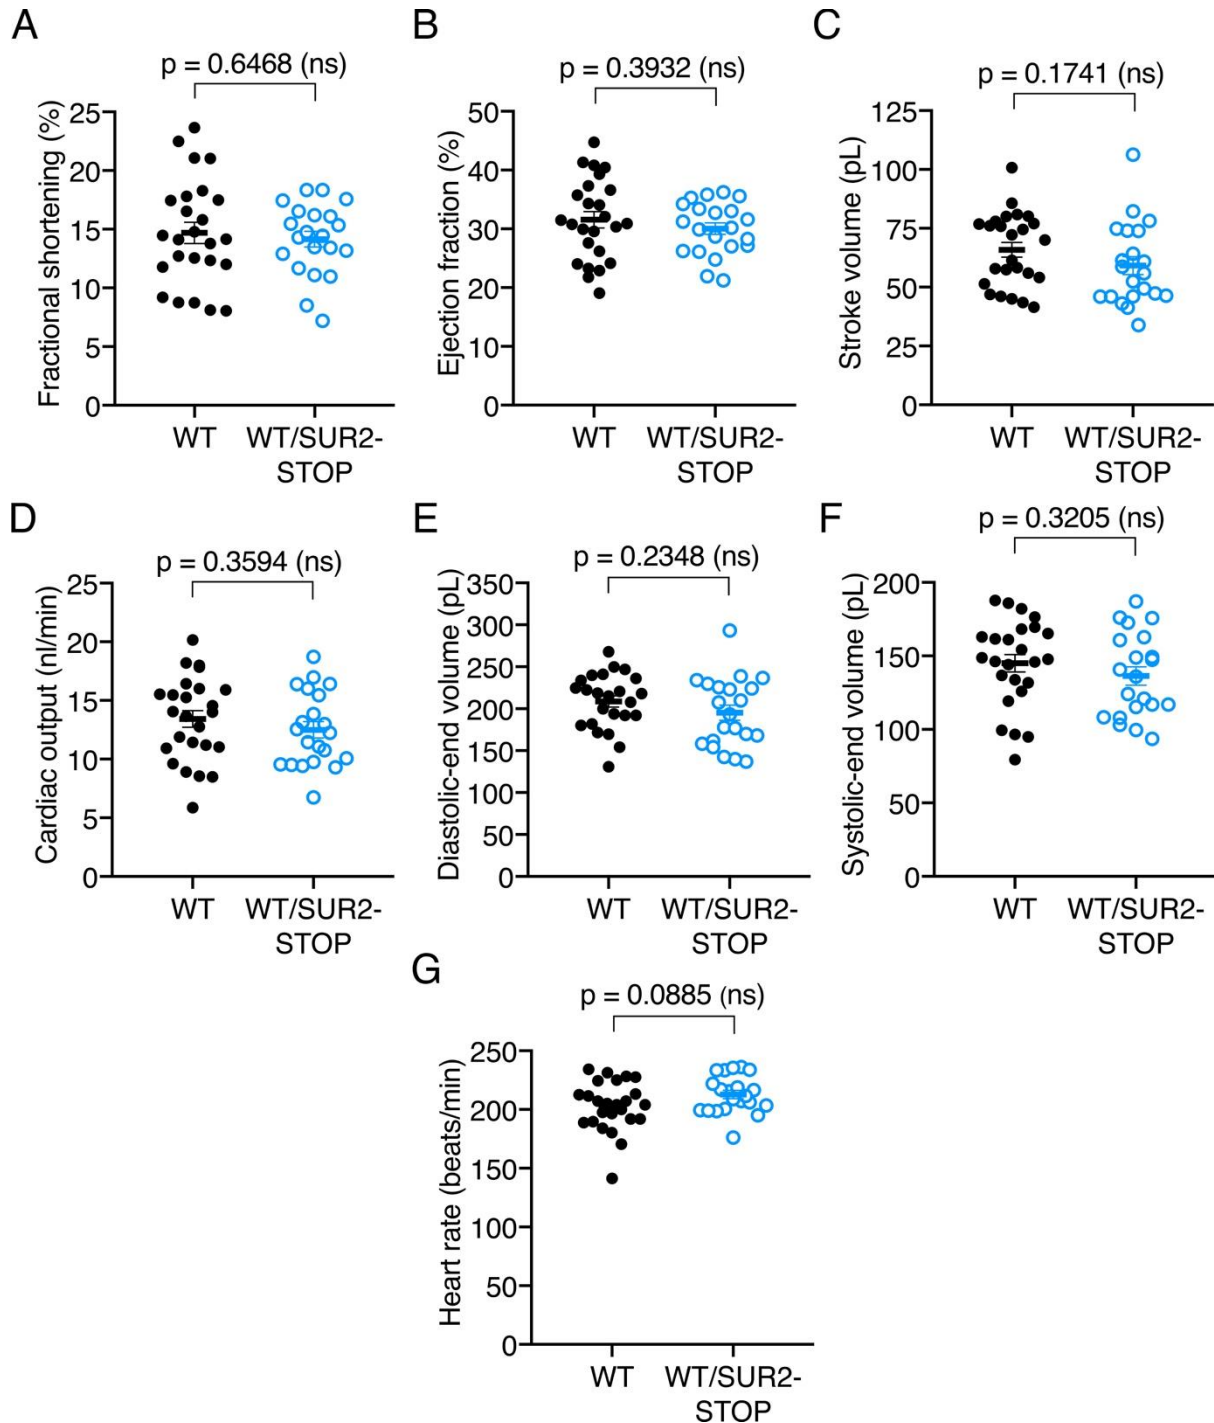 A
p = 0.6468 (ns)
Fractional shortening (%)
25
20
15
10
5
0
WT
WT/SUR2-
STOP
B
p = 0.3932 (ns)
Ejection fraction (%)
50
40
30
20
10
0
WT
WT/SUR2-
STOP
C
p = 0.1741 (ns)
Stroke volume (pL)
125
100
75
50
25
0
WT
WT/SUR2-
STOP
D
p = 0.3594 (ns)
Cardiac output (nl/min)
25
20
15
10
5
0
WT
WT/SUR2-
STOP
E
p = 0.2348 (ns)
Diastolic-end volume (pL)
350
300
250
200
150
100
50
0
WT
WT/SUR2-
STOP
F
p = 0.3205 (ns)
Systolic-end volume (pL)
200
150
100
50
0
WT
WT/SUR2-
STOP
G
p = 0.0885 (ns)
Heart rate (beats/min)
250
200
150
100
50
0
WT
WT/SUR2-
STOP